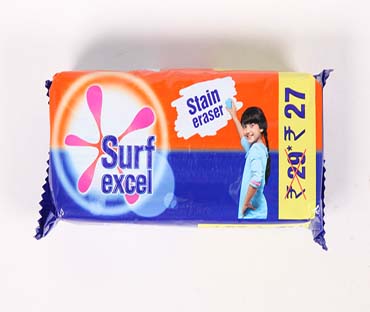 Surf
excel
Stain
eraser
₹ 29* ₹ 27